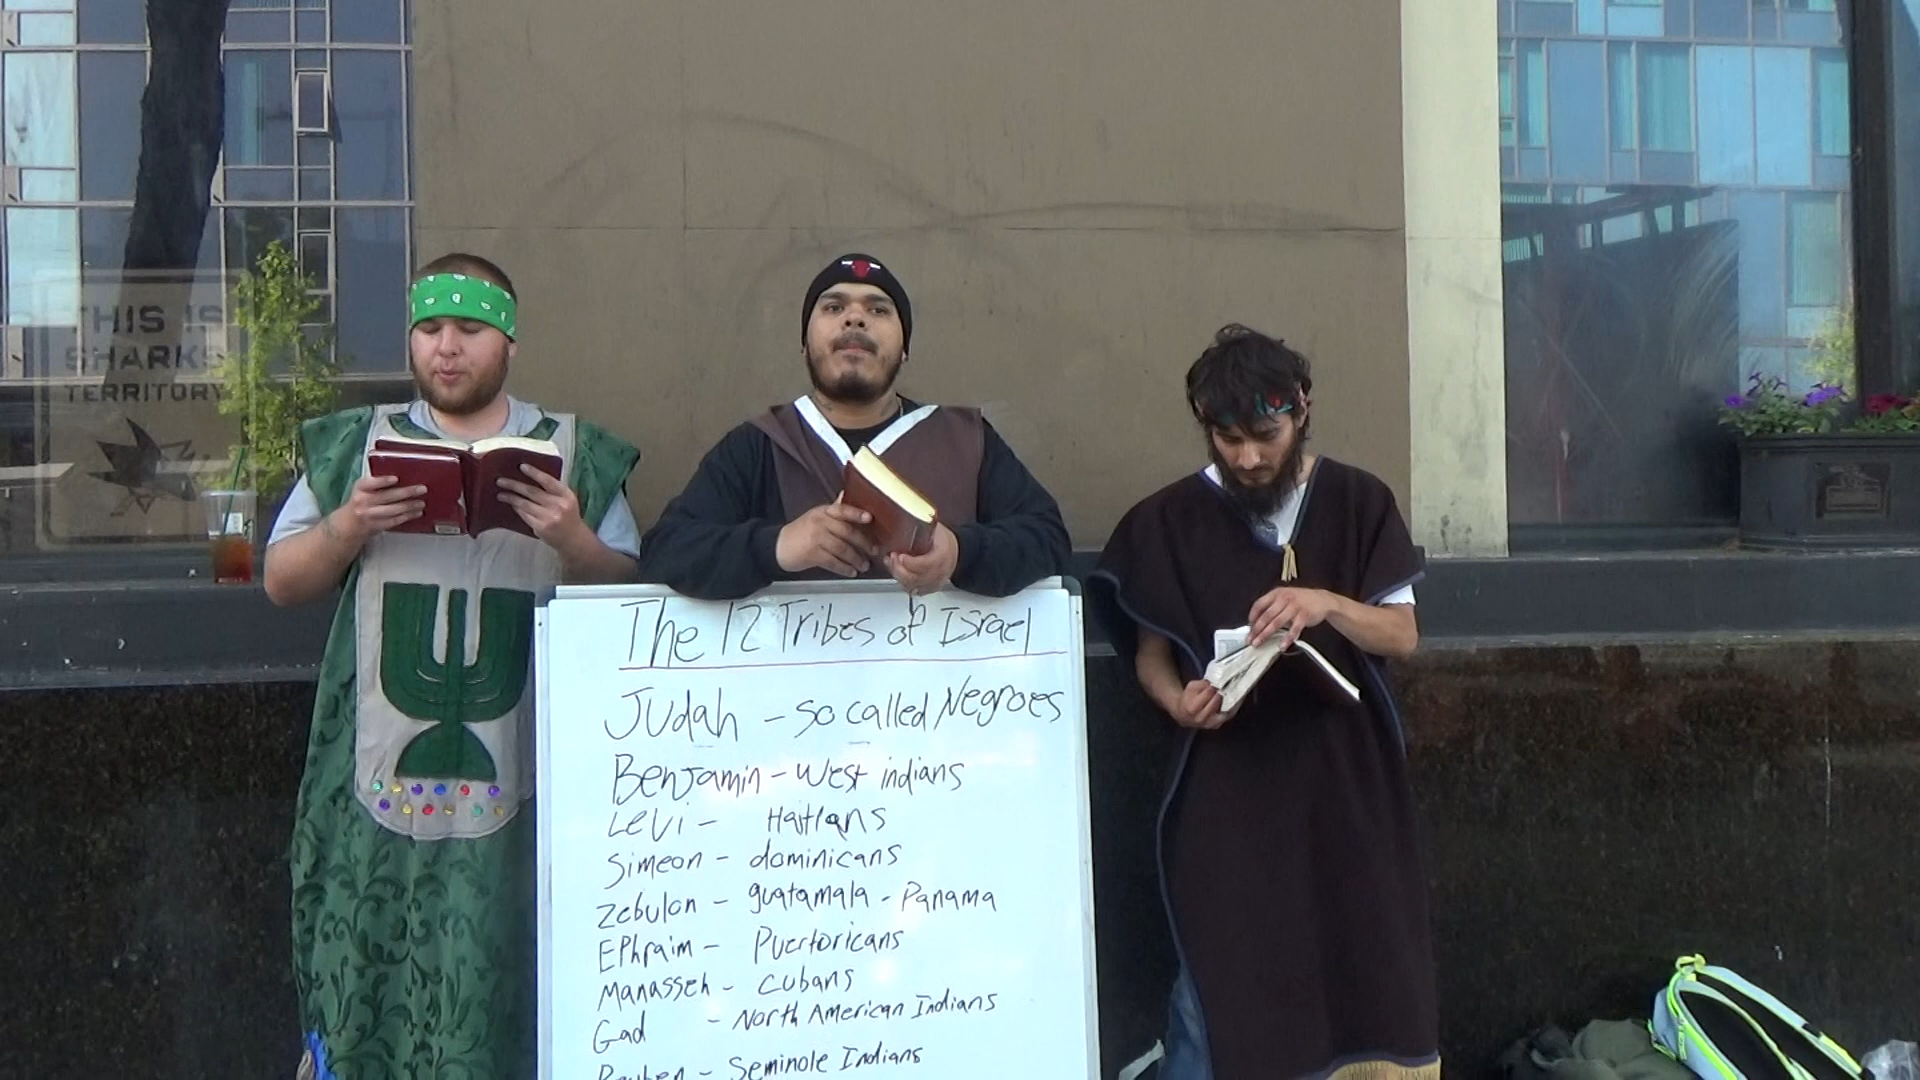 THIS IS
SHARKS
TERRITORY
The 12 Tribes of Israel
Judah - so called Negroes
Benjamin - West indians
Levi - Haitians
Simeon - dominicans
Zebulon - guatamala - Panama
Ephraim - Puertoricans
Manasseh - Cubans
Gad - North American Indians
Reuben - Seminole Indians